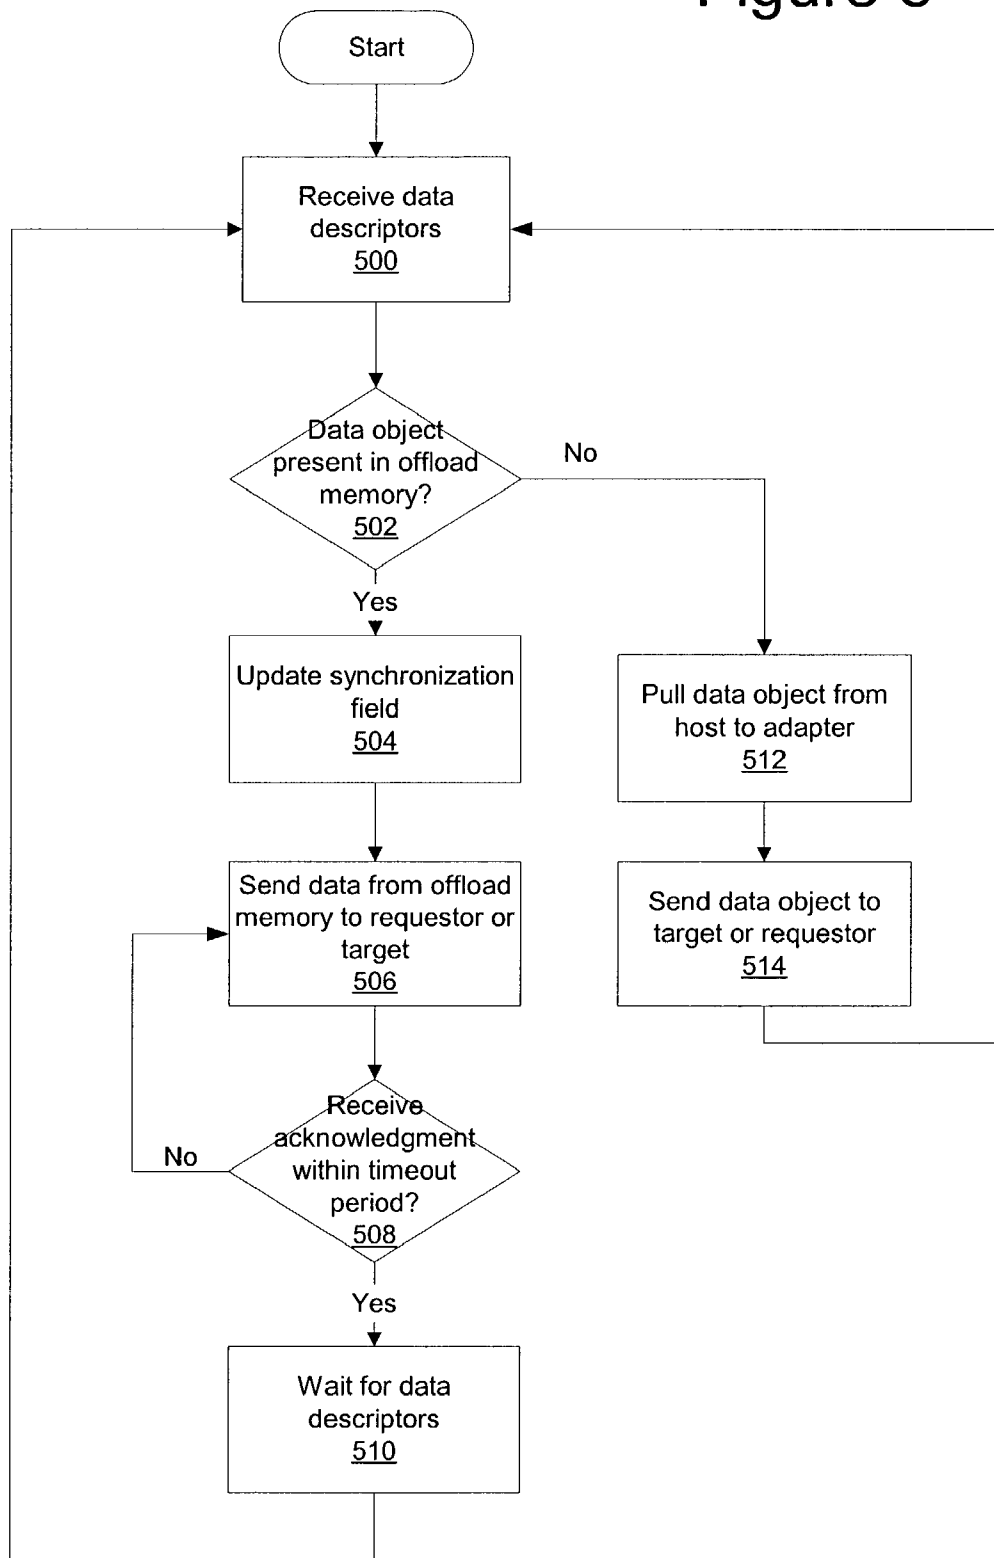 Start
Receive data
descriptors
500
Data object
present in offload
memory?
502
No
Yes
Update synchronization
field
504
Pull data object from
host to adapter
512
Send data from offload
memory to requestor or
target
506
Send data object to
target or requestor
514
Receive
acknowledgment
within timeout
period?
508
No
Yes
Wait for data
descriptors
510